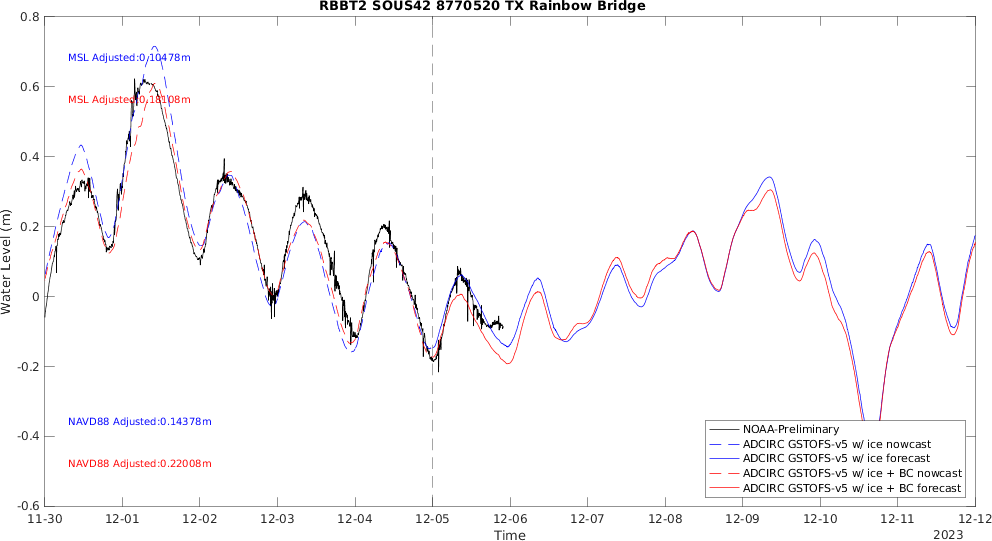 RBBT2 SOUS42 8770520 TX Rainbow Bridge
0.8
0.6
0.4
0.2
0
-0.2
-0.4
-0.6
Water Level (m)
MSL Adjusted:0.10478m
MSL Adjusted:0.18108m
NAVD88 Adjusted:0.14378m
NAVD88 Adjusted:0.22008m
NOAA-Preliminary
ADCIRC GSTOFS-v5 w/ ice nowcast
ADCIRC GSTOFS-v5 w/ ice forecast
ADCIRC GSTOFS-v5 w/ ice + BC nowcast
ADCIRC GSTOFS-v5 w/ ice + BC forecast
11-30 12-01 12-02 12-03 12-04 12-05 12-06 12-07 12-08 12-09 12-10 12-11 12-12
Time
2023